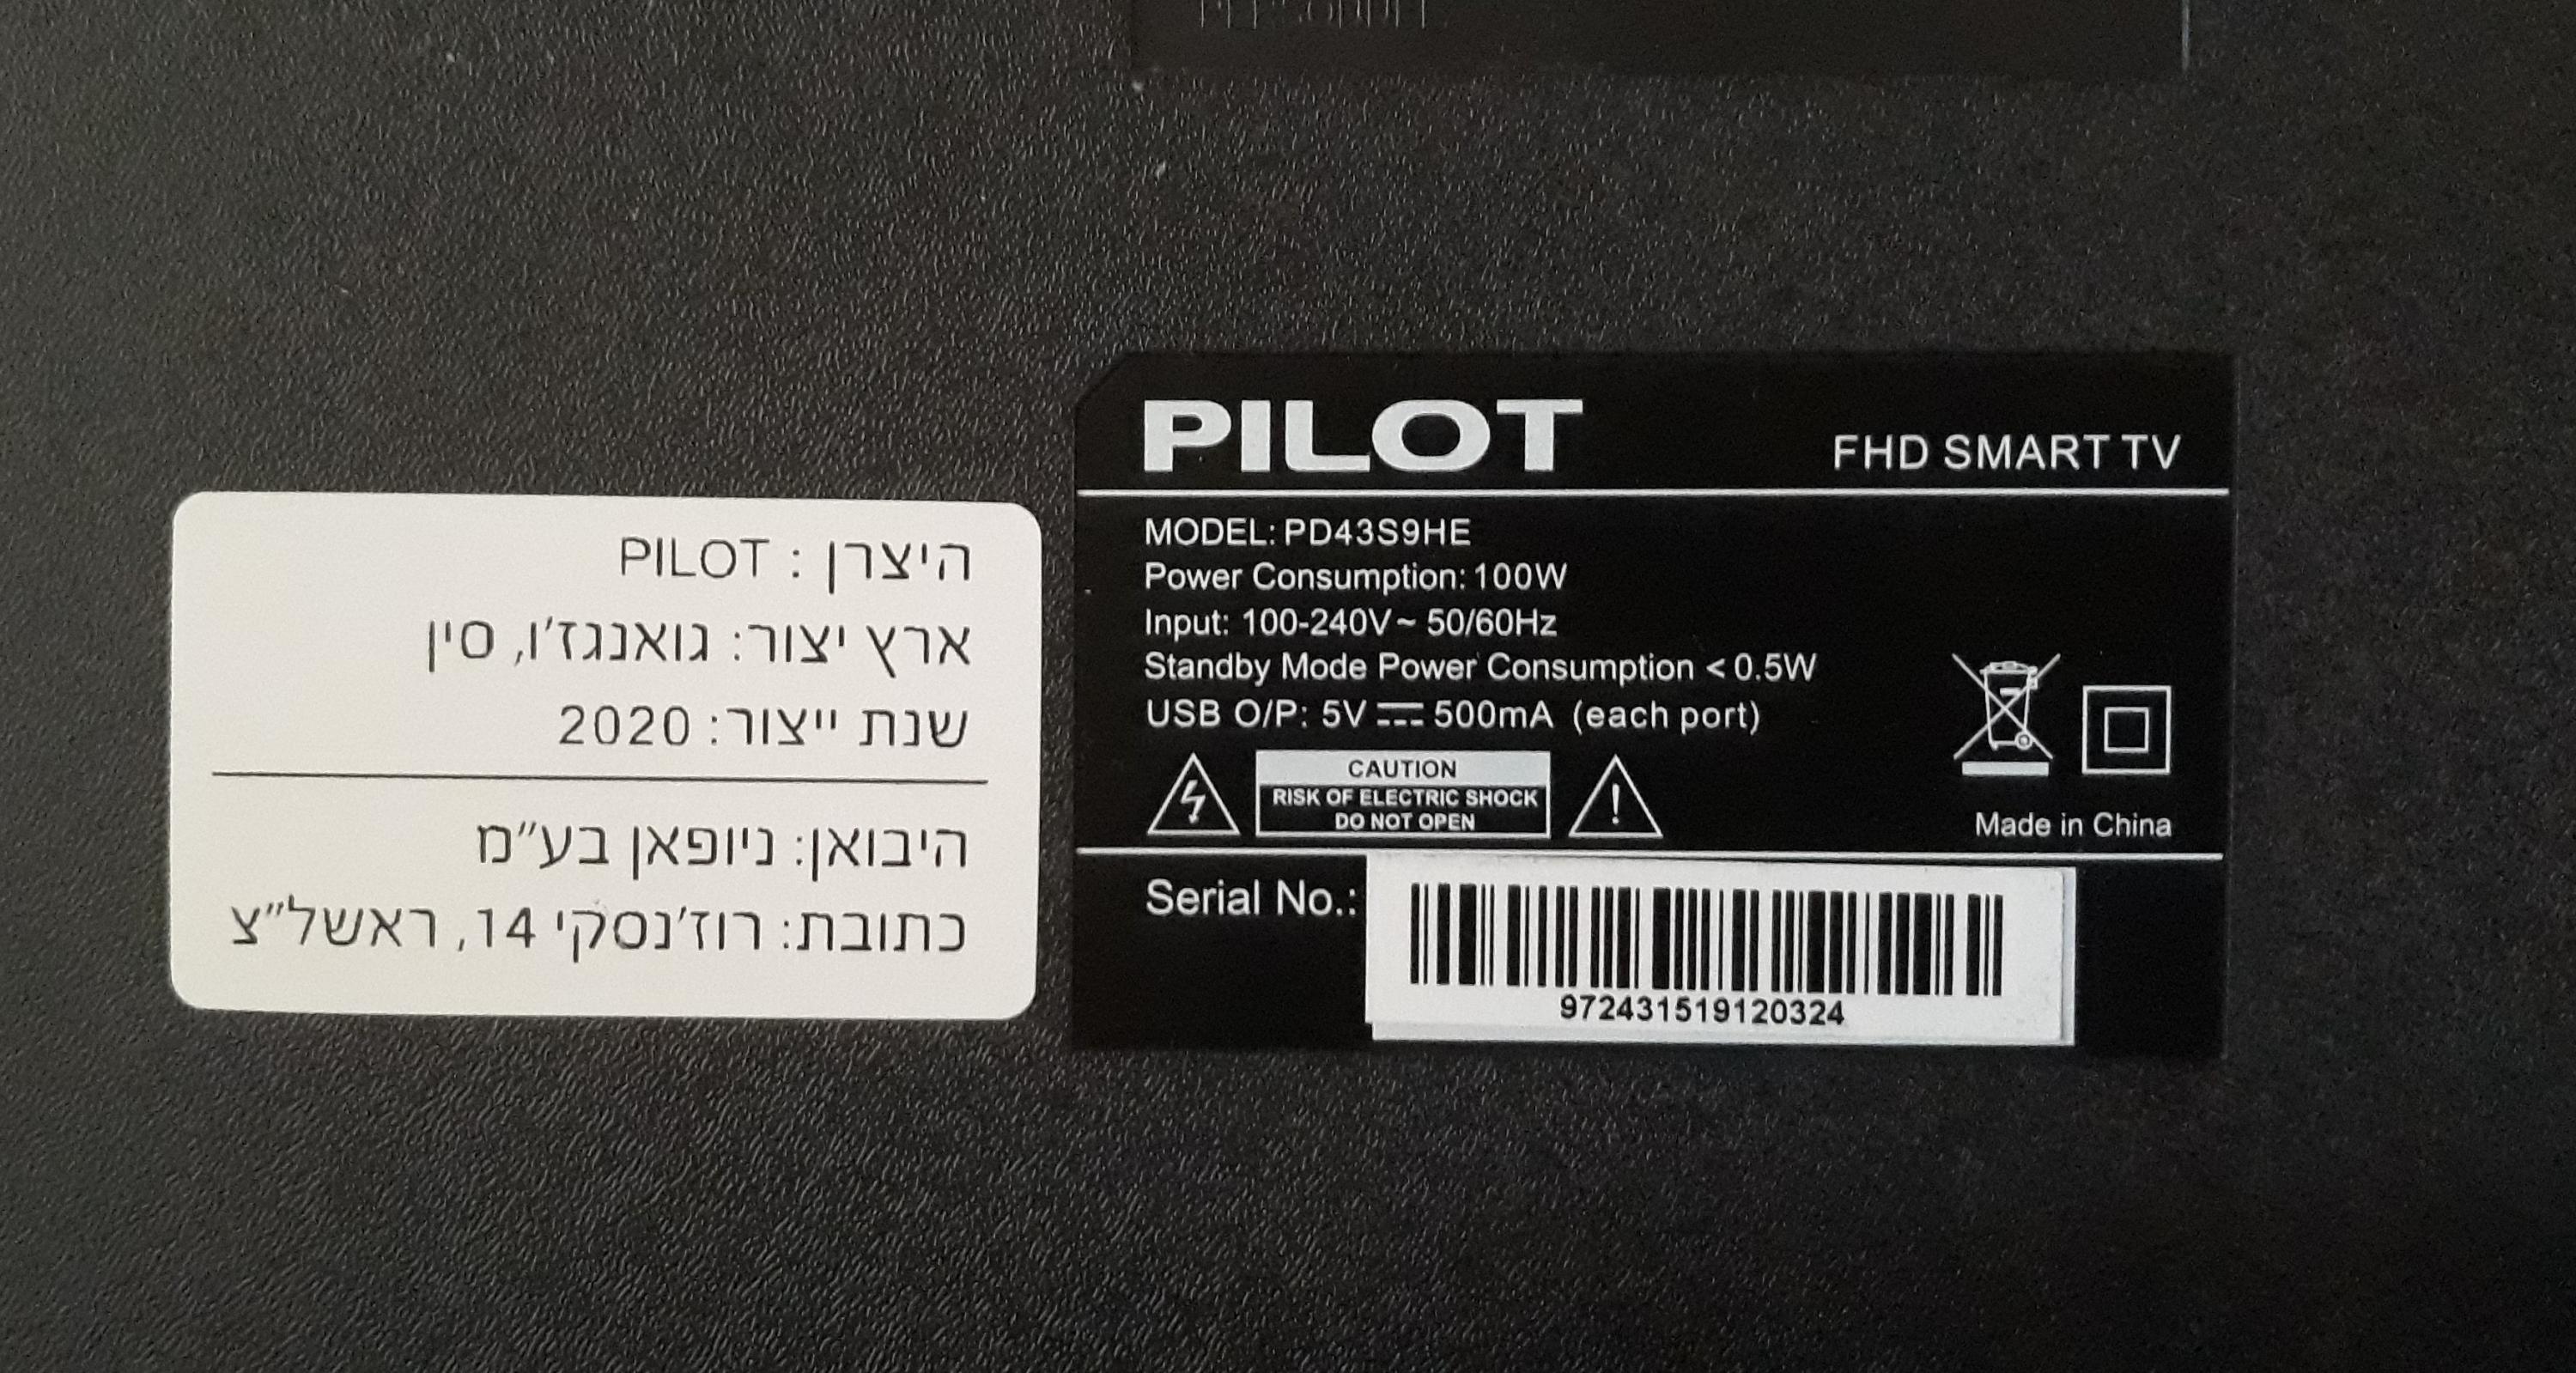 היצרן : PILOT
ארץ יצור: גואנגז'ו, סין
שנת ייצור: 2020
היבואן: ניופאן בע"מ
כתובת: רוז'נסקי 14, ראשל"צ
PILOT
FHD SMART TV
MODEL: PD43S9HE
Power Consumption: 100W
Input: 100-240V~ 50/60Hz
Standby Mode Power Consumption < 0.5W
USB O/P: 5V ⎓ 500mA (each port)
CAUTION
RISK OF ELECTRIC SHOCK
DO NOT OPEN
Made in China
Serial No.:
972431519120324